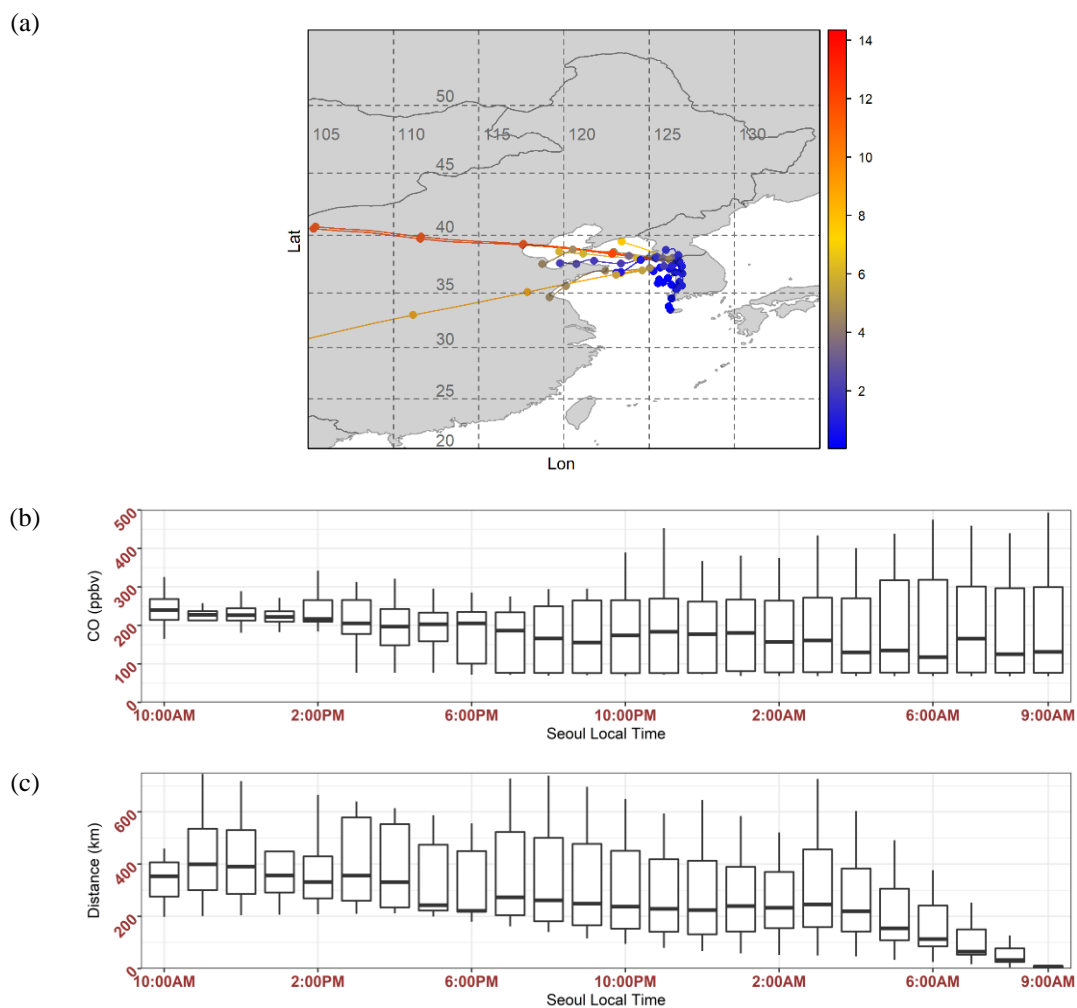 (a)
50
105 110 115 120 125 130
45
40
35
30
25
20
Lat
Lon
14
12
10
8
6
4
2
(b)
500
400
300
200
100
0
CO (ppbv)
10:00AM 2:00PM 6:00PM 10:00PM 2:00AM 6:00AM 9:00AM
Seoul Local Time
(c)
600
400
200
0
Distance (km)
10:00AM 2:00PM 6:00PM 10:00PM 2:00AM 6:00AM 9:00AM
Seoul Local Time